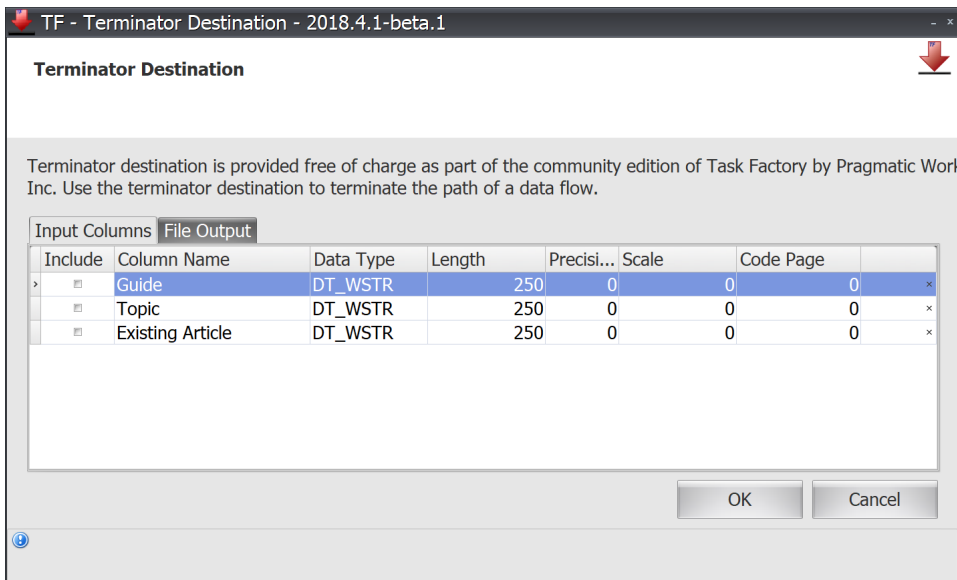 TF - Terminator Destination - 2018.4.1-beta.1
Terminator Destination
Terminator destination is provided free of charge as part of the community edition of Task Factory by Pragmatic Work
Inc. Use the terminator destination to terminate the path of a data flow.
Input Columns File Output
Include Column Name Data Type Length Precisi... Scale Code Page
Guide DT_WSTR 250 0 0 0
Topic DT_WSTR 250 0 0 0
Existing Article DT_WSTR 250 0 0 0
OK Cancel